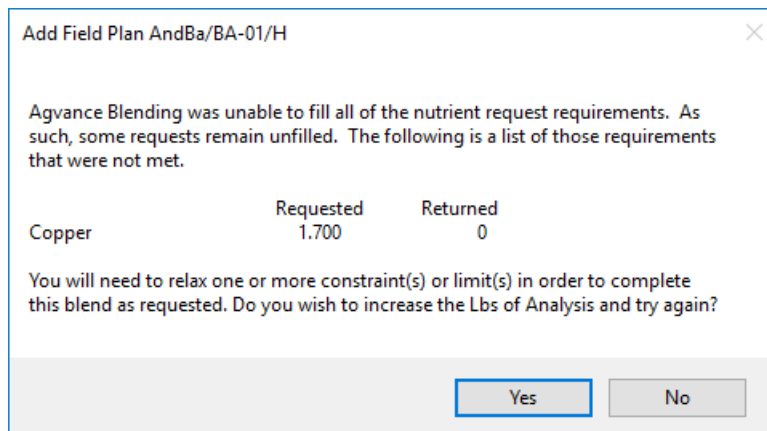 Add Field Plan AndBa/BA-01/H
Agvance Blending was unable to fill all of the nutrient request requirements. As
such, some requests remain unfilled. The following is a list of those requirements
that were not met.
Requested Returned
Copper 1.700 0
You will need to relax one or more constraint(s) or limit(s) in order to complete
this blend as requested. Do you wish to increase the Lbs of Analysis and try again?
Yes No